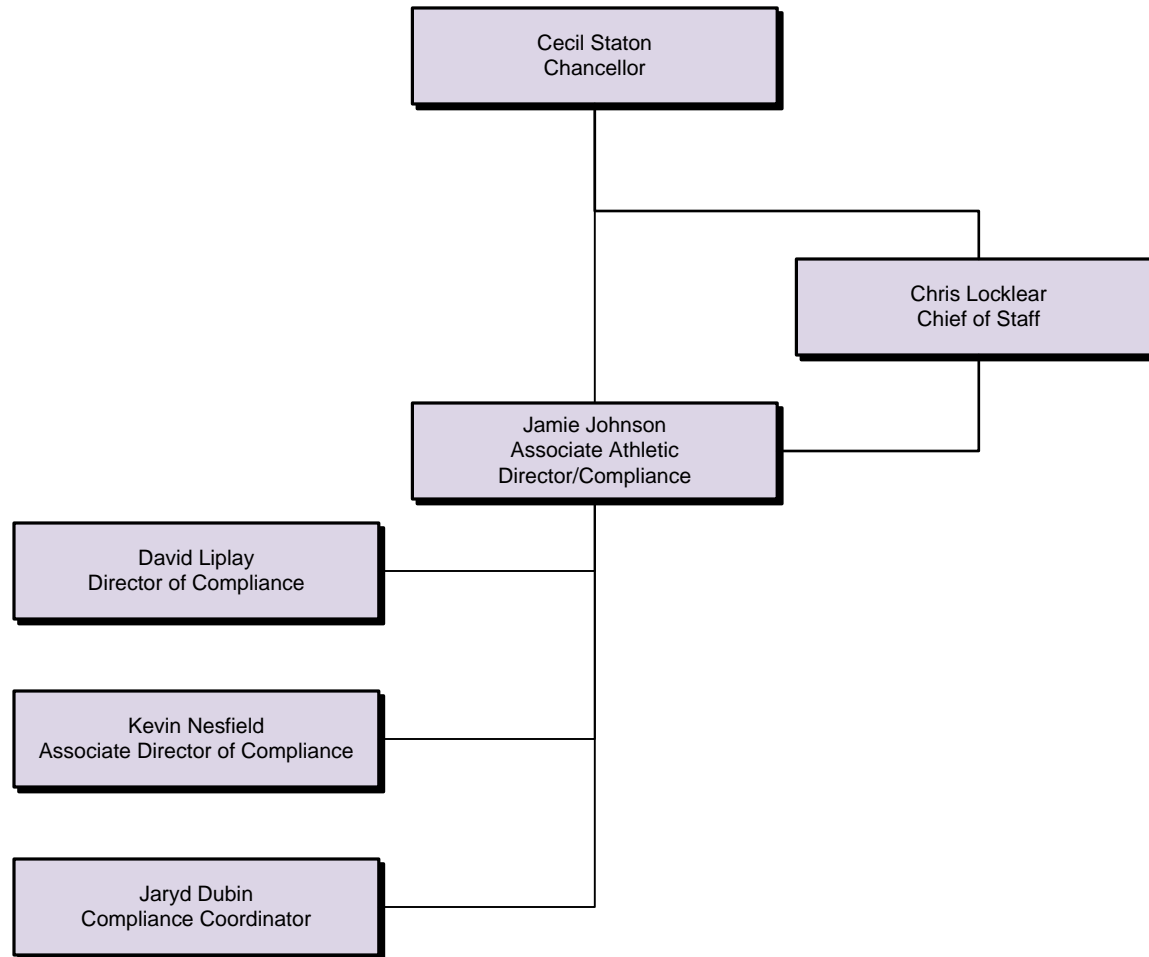 Cecil Staton
Chancellor
Chris Locklear
Chief of Staff
Jamie Johnson
Associate Athletic
Director/Compliance
David Liplay
Director of Compliance
Kevin Nesfield
Associate Director of Compliance
Jaryd Dubin
Compliance Coordinator